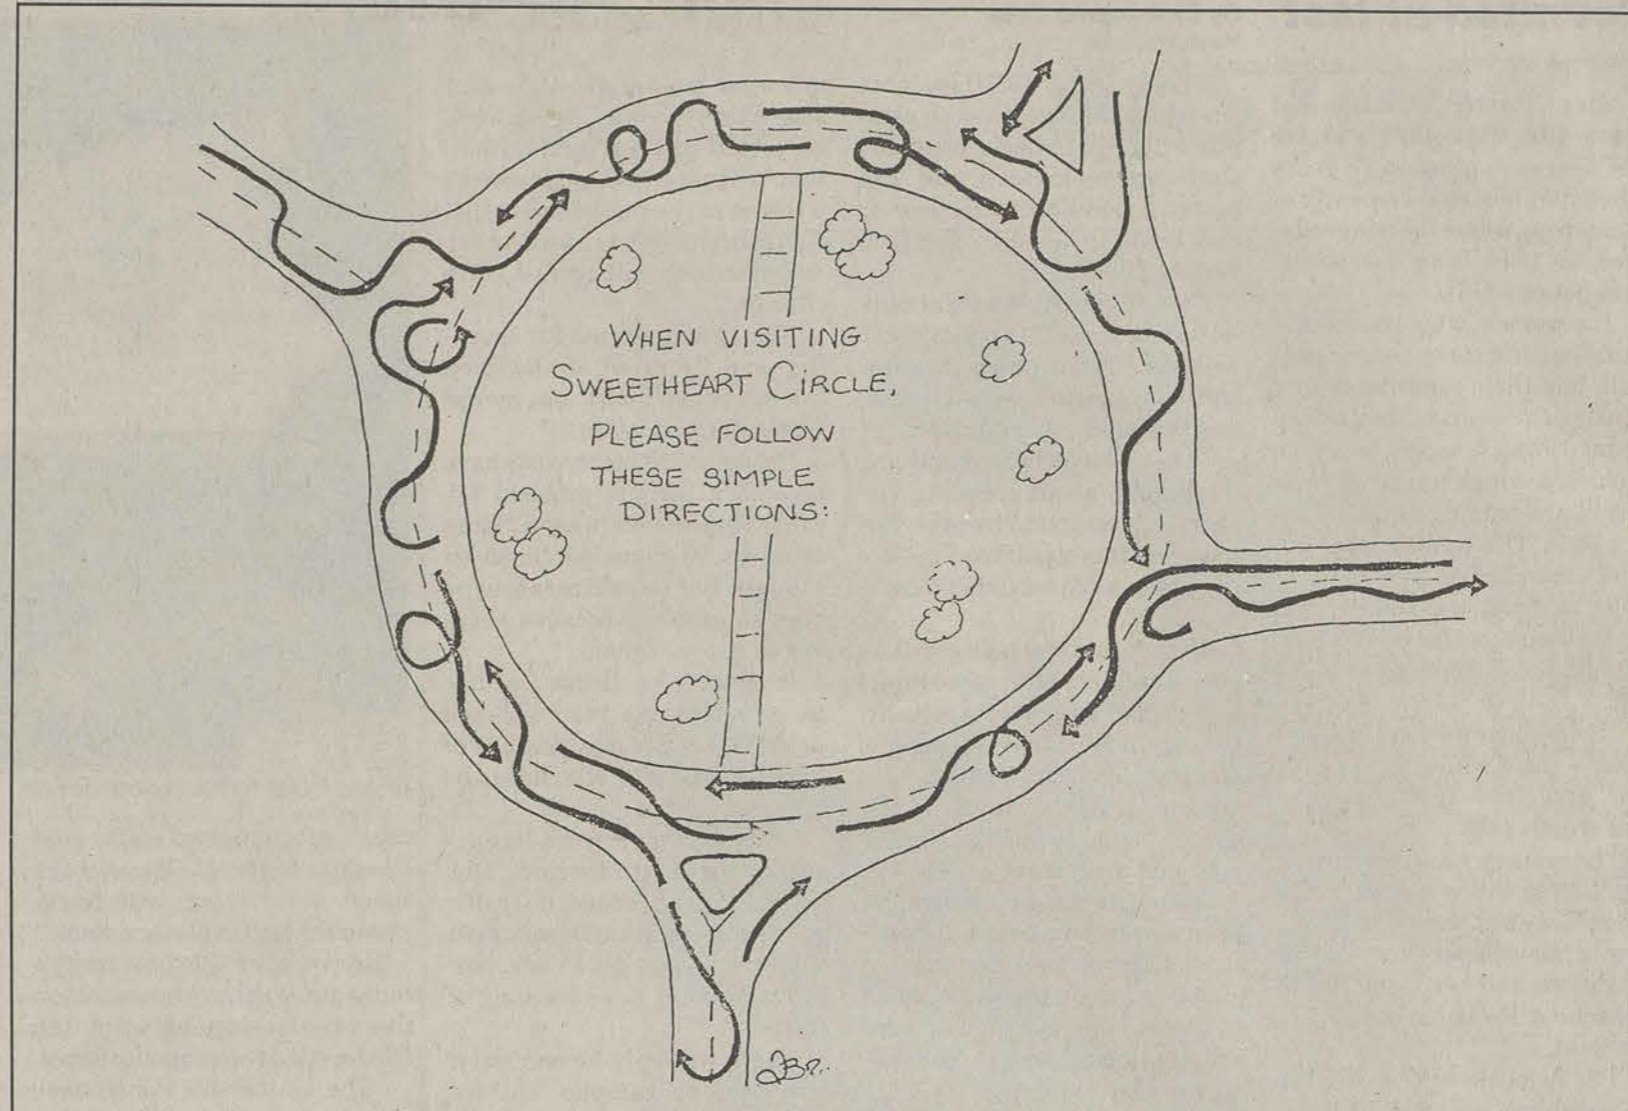 WHEN VISITING
SWEETHEART CIRCLE,
PLEASE FOLLOW
THESE SIMPLE
DIRECTIONS: